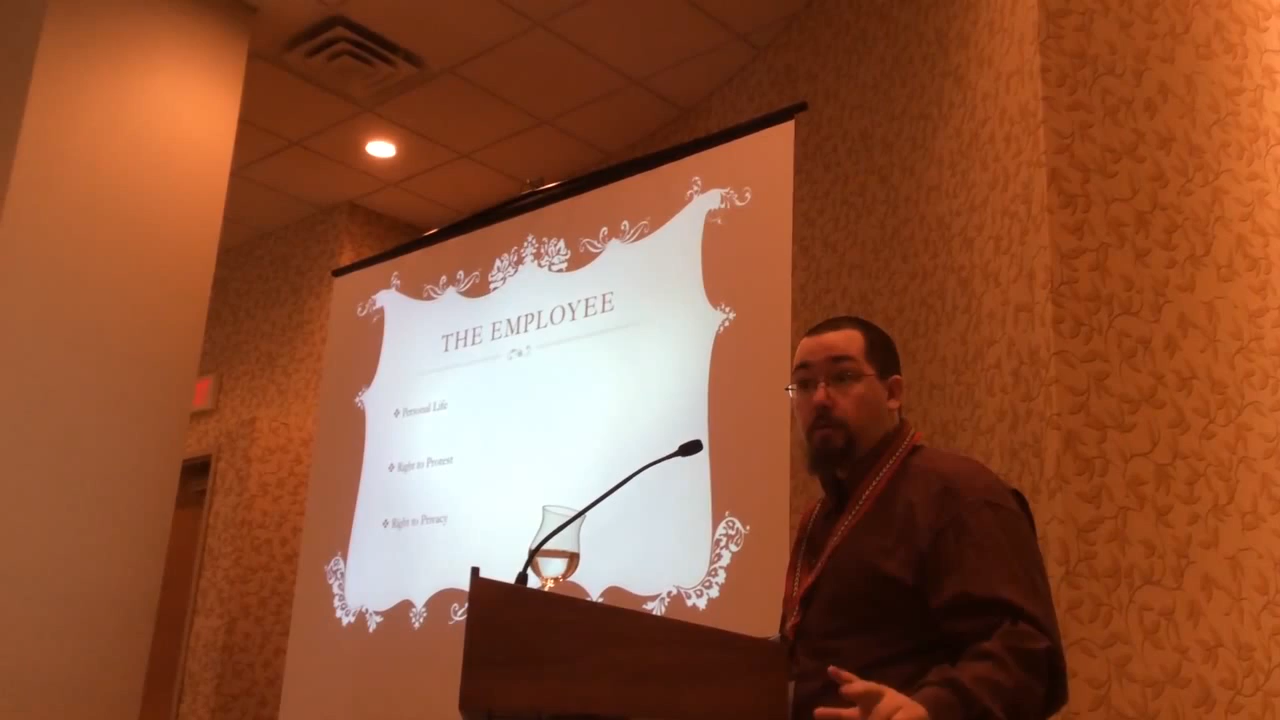 THE EMPLOYEE
❖ Personal Life
❖ Right to Protest
❖ Right to Privacy